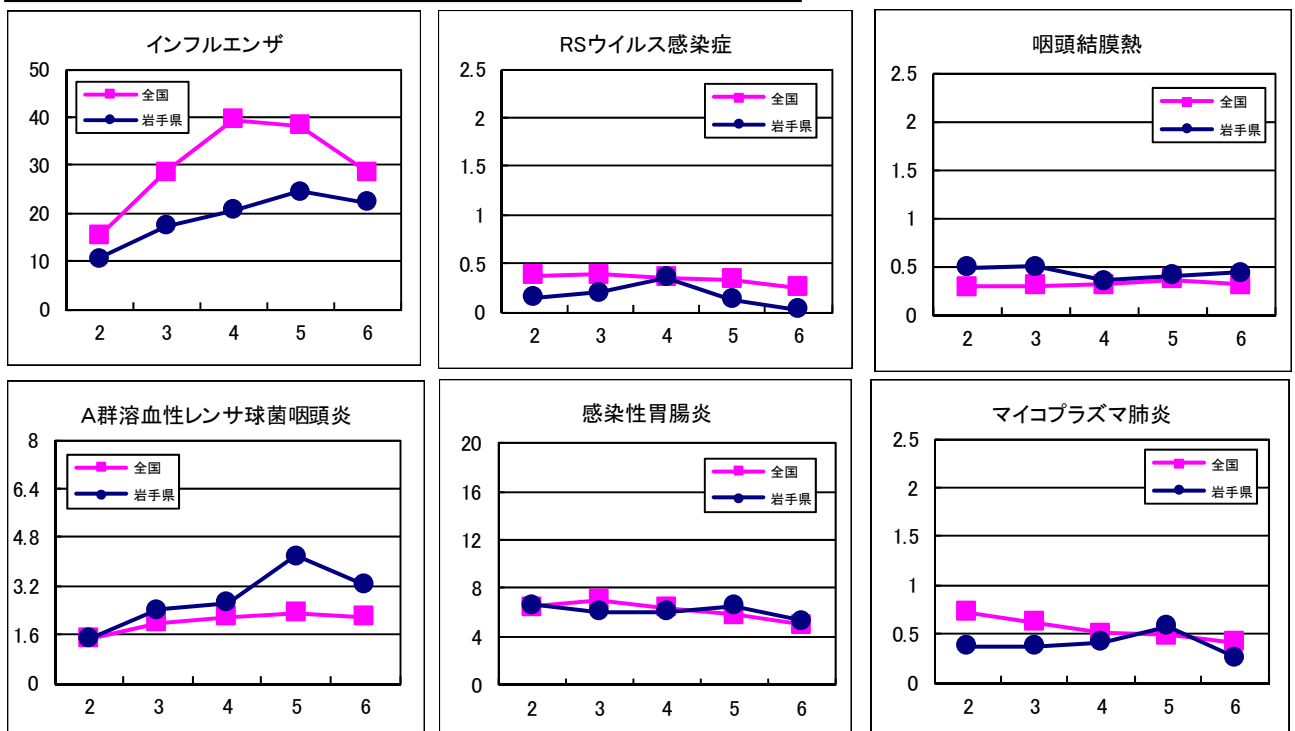 インフルエンザ
50
40
30
20
10
0
全国
岩手県
2 3 4 5 6
RSウイルス感染症
2.5
2
1.5
1
0.5
0
全国
岩手県
2 3 4 5 6
咽頭結膜熱
2.5
2
1.5
1
0.5
0
全国
岩手県
2 3 4 5 6
A群溶血性レンサ球菌咽頭炎
8
6.4
4.8
3.2
1.6
0
全国
岩手県
2 3 4 5 6
感染性胃腸炎
20
16
12
8
4
0
全国
岩手県
2 3 4 5 6
マイコプラズマ肺炎
2.5
2
1.5
1
0.5
0
全国
岩手県
2 3 4 5 6